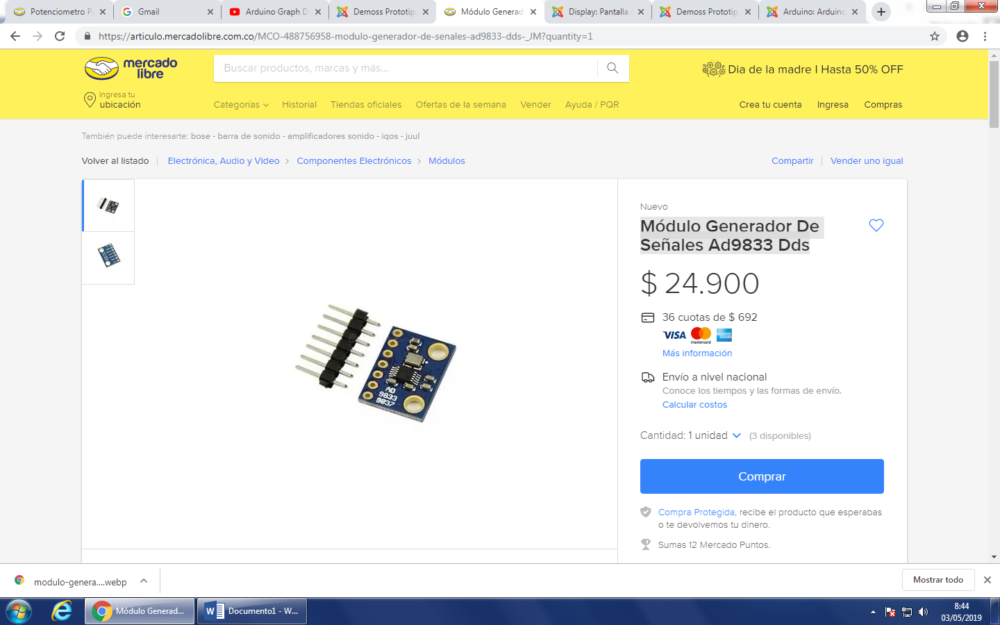 Potenciometro Pa
Gmail
Arduino Graph D
Demoss Prototipa
Módulo Generad
Display: Pantalla
Demoss Prototip
Arduino: Arduino
https://articulo.mercadolibre.com.co/MCO-488756958-modulo-generador-de-senales-ad9833-dds-_JM?quantity=1
mercado
libre
Buscar productos, marcas y más...
Dia de la madre I Hasta 50% OFF
Ingresa tu
ubicación
Categorías
Historial
Tiendas oficiales
Ofertas de la semana
Vender
Ayuda / PQR
Crea tu cuenta
Ingresa
Compras
También puede interesarte: bose - barra de sonido - amplificadores sonido - iqos - juul
Volver al listado
Electrónica, Audio y Video
Componentes Electrónicos
Módulos
Compartir
Vender uno igual
AD
9833
9837
Nuevo
Módulo Generador De
Señales Ad9833 Dds
$ 24.900
36 cuotas de $ 692
VISA
mastercard
Más información
Envío a nivel nacional
Conoce los tiempos y las formas de envío.
Calcular costos
Cantidad: 1 unidad
(3 disponibles)
Comprar
Compra Protegida, recibe el producto que esperabas
o te devolvemos tu dinero.
Sumas 12 Mercado Puntos.
modulo-genera....webp
Mostrar todo
Módulo Generad...
Documento1 - W...
8:44
03/05/2019